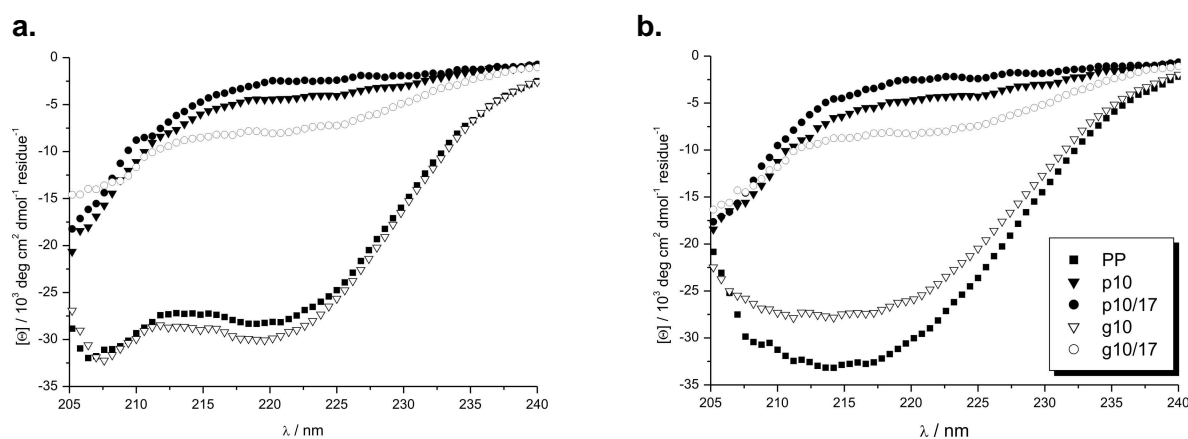 a.
0
-5
-10
-15
-20
-25
-30
-35
[Θ] / 10³ deg cm² dmol⁻¹ residue⁻¹
205 210 215 220 225 230 235 240
λ / nm
b.
0
-5
-10
-15
-20
-25
-30
-35
[Θ] / 10³ deg cm² dmol⁻¹ residue⁻¹
205 210 215 220 225 230 235 240
λ / nm
PP
p10
p10/17
g10
g10/17